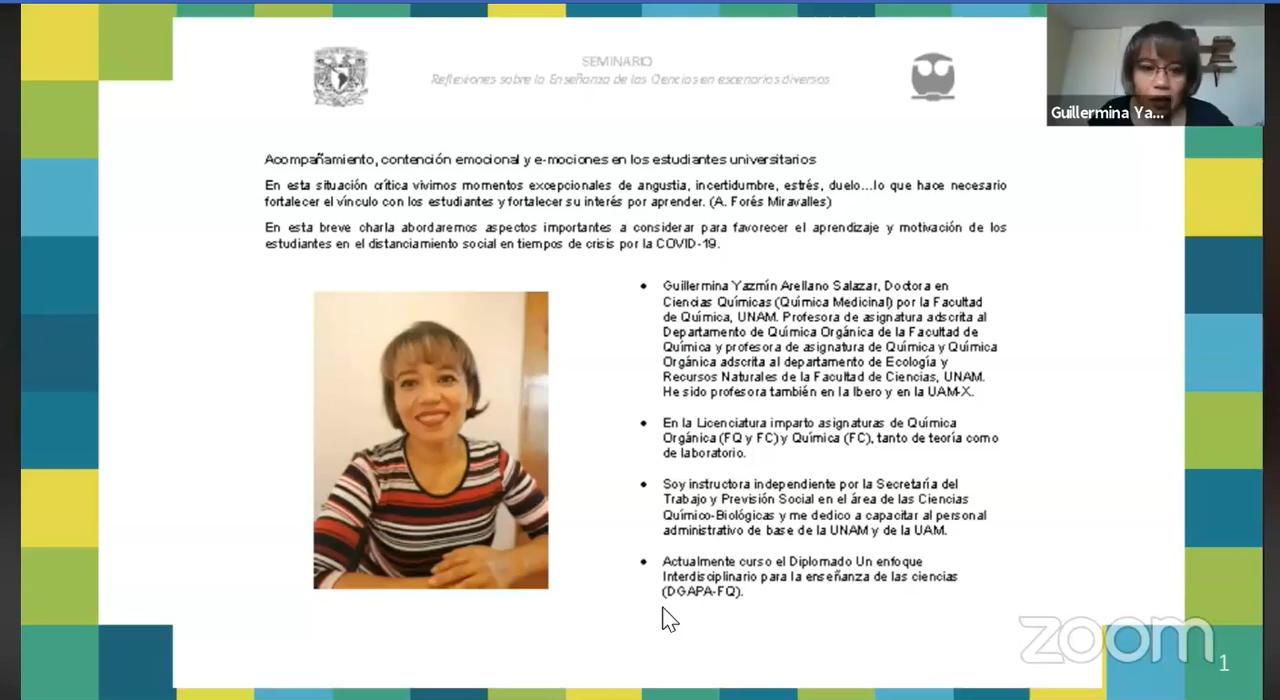 SEMINARIO
Reflexiones sobre la Enseñanza de las Ciencias en escenarios diversos
Guillermina Ya...
Acompañamiento, contención emocional y e-mociones en los estudiantes universitarios
En esta situación crítica vivimos momentos excepcionales de angustia, incertidumbre, estrés, duelo...lo que hace necesario
fortalecer el vínculo con los estudiantes y fortalecer su interés por aprender. (A. Forés Miravalles)
En esta breve charla abordaremos aspectos importantes a considerar para favorecer el aprendizaje y motivación de los
estudiantes en el distanciamiento social en tiempos de crisis por la COVID-19.
• Guillermina Yazmín Arellano Salazar, Doctora en
Ciencias Químicas (Química Medicinal) por la Facultad
de Química, UNAM. Profesora de asignatura adscrita al
Departamento de Química Orgánica de la Facultad de
Química y profesora de asignatura de Química y Química
Orgánica adscrita al departamento de Ecología y
Recursos Naturales de la Facultad de Ciencias, UNAM.
He sido profesora también en la Ibero y en la UAM-X.
• En la Licenciatura imparto asignaturas de Química
Orgánica (FQ y FC) y Química (FC), tanto de teoría como
de laboratorio.
• Soy instructora independiente por la Secretaría del
Trabajo y Previsión Social en el área de las Ciencias
Químico-Biológicas y me dedico a capacitar al personal
administrativo de base de la UNAM y de la UAM.
• Actualmente curso el Diplomado Un enfoque
Interdisciplinario para la enseñanza de las ciencias
(DGAPA-FQ).
zoom
1